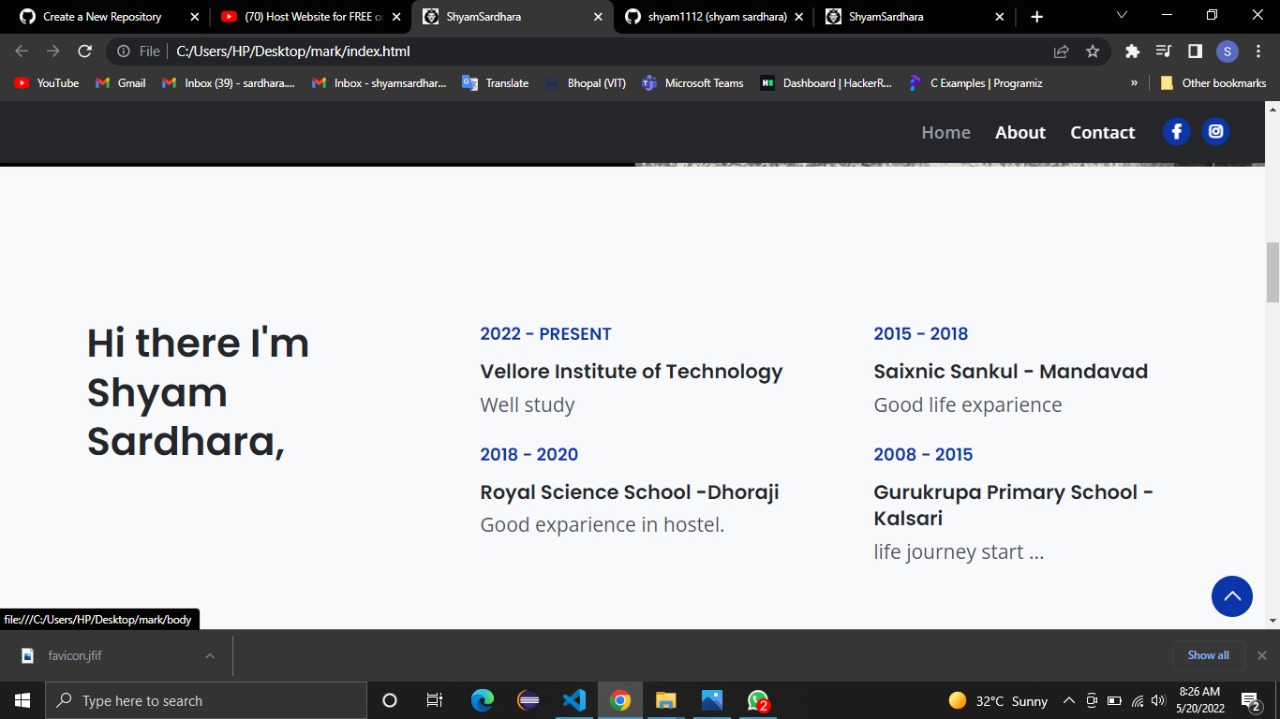 Create a New Repository
(70) Host Website for FREE o
ShyamSardhara
shyam1112 (shyam sardhara)
ShyamSardhara
File
C:/Users/HP/Desktop/mark/index.html
S
YouTube
Gmail
Inbox (39) - sardhara....
Inbox - shyamsardhar...
Translate
Bhopal (VIT)
Microsoft Teams
Dashboard | HackerR...
C Examples | Programiz
»
Other bookmarks
Home
About
Contact
Hi there I'm
Shyam
Sardhara,
2022 - PRESENT
Vellore Institute of Technology
Well study
2018 - 2020
Royal Science School -Dhoraji
Good exparience in hostel.
2015 - 2018
Saixnic Sankul - Mandavad
Good life exparience
2008 - 2015
Gurukrupa Primary School -
Kalsari
life journey start ...
file:///C:/Users/HP/Desktop/mark/body
favicon.jfif
Show all
Type here to search
2
32°C Sunny
8:26 AM
5/20/2022
2